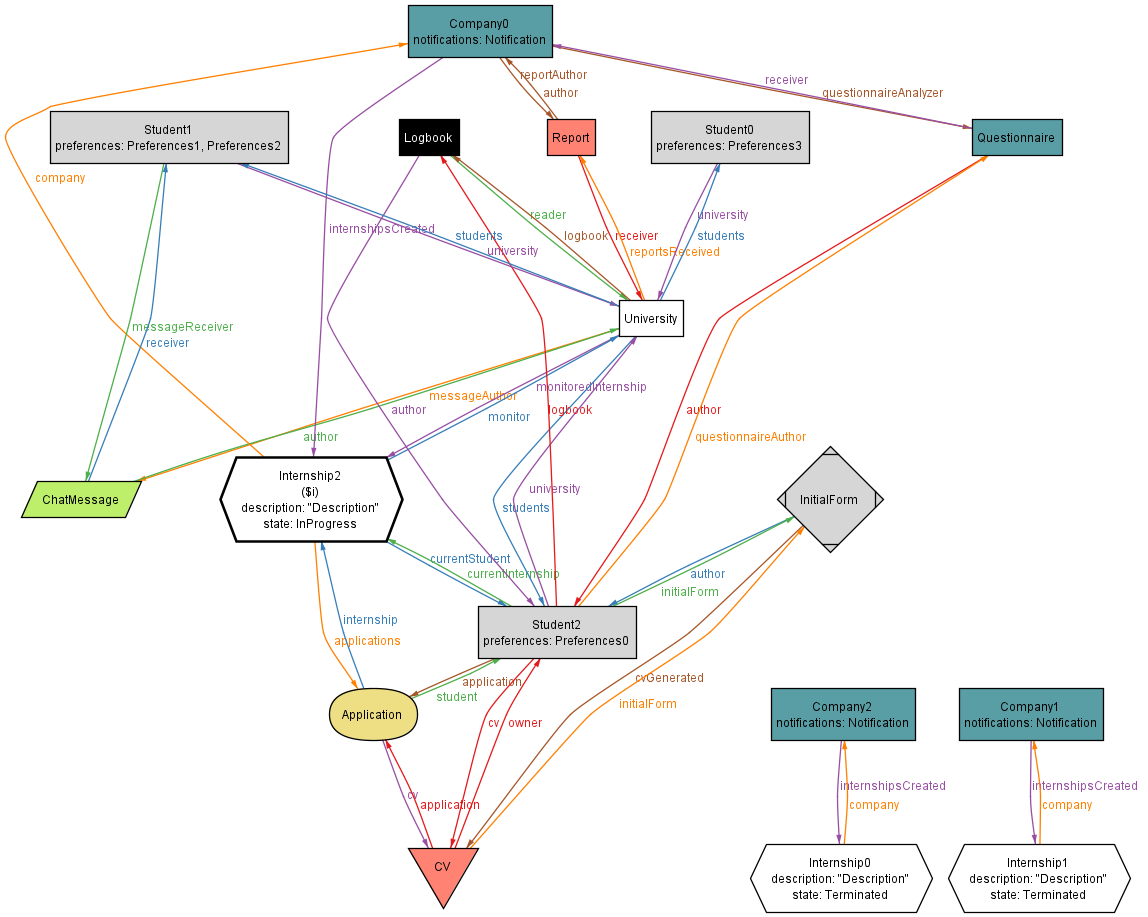 Company0
notifications: Notification
reportAuthor
author
receiver
questionnaireAnalyzer
Student1
preferences: Preferences1, Preferences2
Logbook
Report
Student0
preferences: Preferences3
Questionnaire
company
internshipsCreated
students
university
reader
logbook
receiver
reportsReceived
university
students
University
messageReceiver
receiver
messageAuthor
author
monitoredInternship
monitor
author
logbook
author
questionnaireAuthor
Internship2
($i)
description: "Description"
state: InProgress
ChatMessage
InitialForm
university
students
currentStudent
currentInternship
author
initialForm
internship
applications
Student2
preferences: Preferences0
application
student
cvGenerated
initialForm
cv
owner
Application
Company2
notifications: Notification
Company1
notifications: Notification
cv
application
internshipsCreated
company
internshipsCreated
company
CV
Internship0
description: "Description"
state: Terminated
Internship1
description: "Description"
state: Terminated